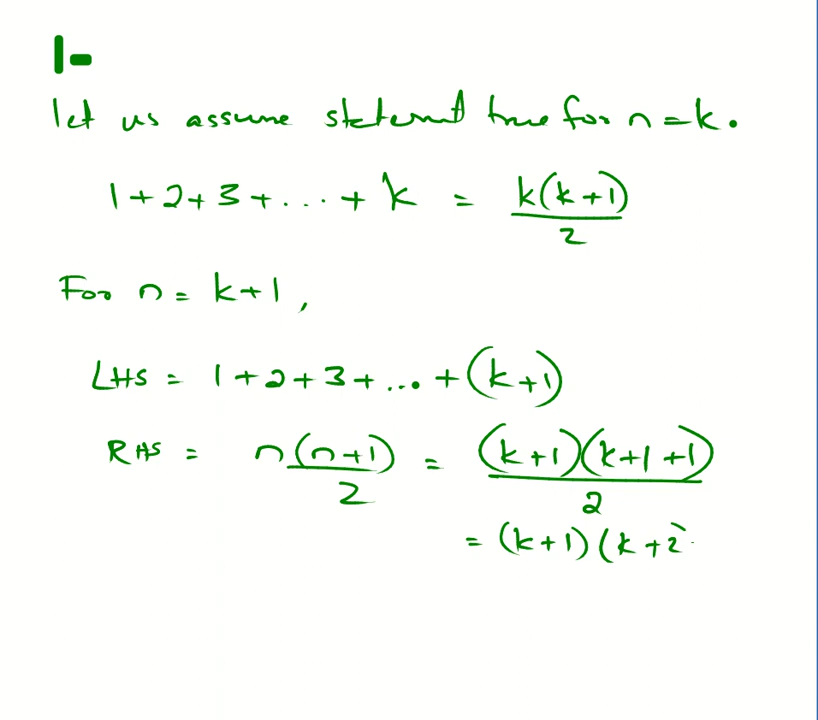 1-
let us assume statement true for n = k.
1 + 2 + 3 + ... + k = k(k+1)/2
For n = k+1,
LHS = 1 + 2 + 3 + ... + (k+1)
RHS = n(n+1)/2 = (k+1)(k+1+1)/2
= (k+1)(k+2